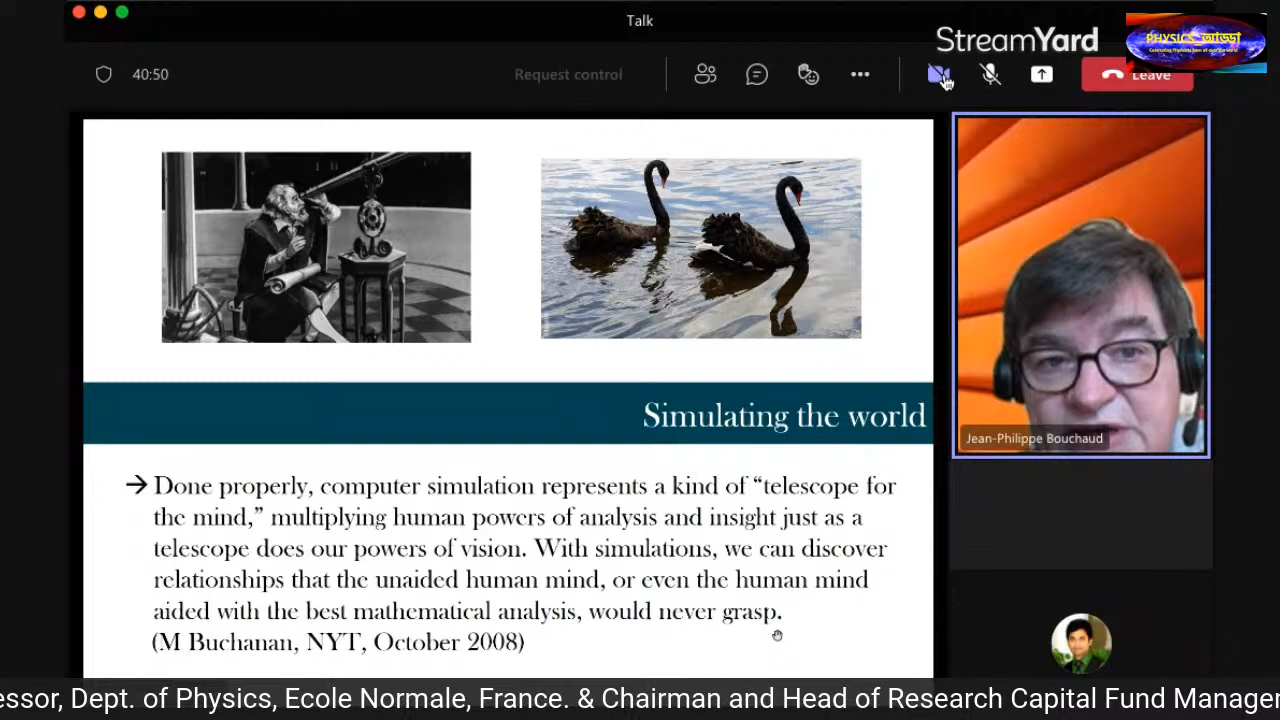 Talk
StreamYard
PHYSICS_আড্ডা
40:50
Request control
Leave
Simulating the world
→ Done properly, computer simulation represents a kind of “telescope for
the mind,” multiplying human powers of analysis and insight just as a
telescope does our powers of vision. With simulations, we can discover
relationships that the unaided human mind, or even the human mind
aided with the best mathematical analysis, would never grasp.
(M Buchanan, NYT, October 2008)
Jean-Philippe Bouchaud
essor, Dept. of Physics, Ecole Normale, France. & Chairman and Head of Research Capital Fund Manager